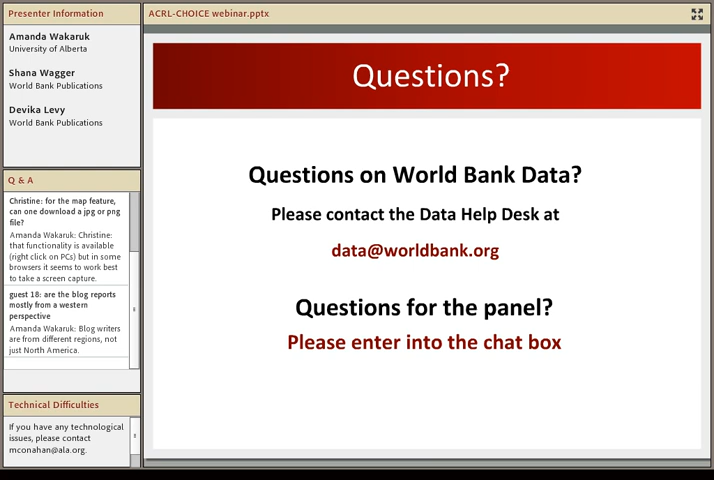 Presenter Information
Amanda Wakaruk
University of Alberta
Shana Wagger
World Bank Publications
Devika Levy
World Bank Publications
Q & A
Christine: for the map feature,
can one download a jpg or png
file?
Amanda Wakaruk: Christine:
that functionality is available
(right click on PCs) but in some
browsers it seems to work best
to take a screen capture.
guest 18: are the blog reports
mostly from a western
perspective
Amanda Wakaruk: Blog writers
are from different regions, not
just North America.
Technical Difficulties
If you have any technological
issues, please contact
mconahan@ala.org.
ACRL-CHOICE webinar.pptx
Questions?
Questions on World Bank Data?
Please contact the Data Help Desk at
data@worldbank.org
Questions for the panel?
Please enter into the chat box